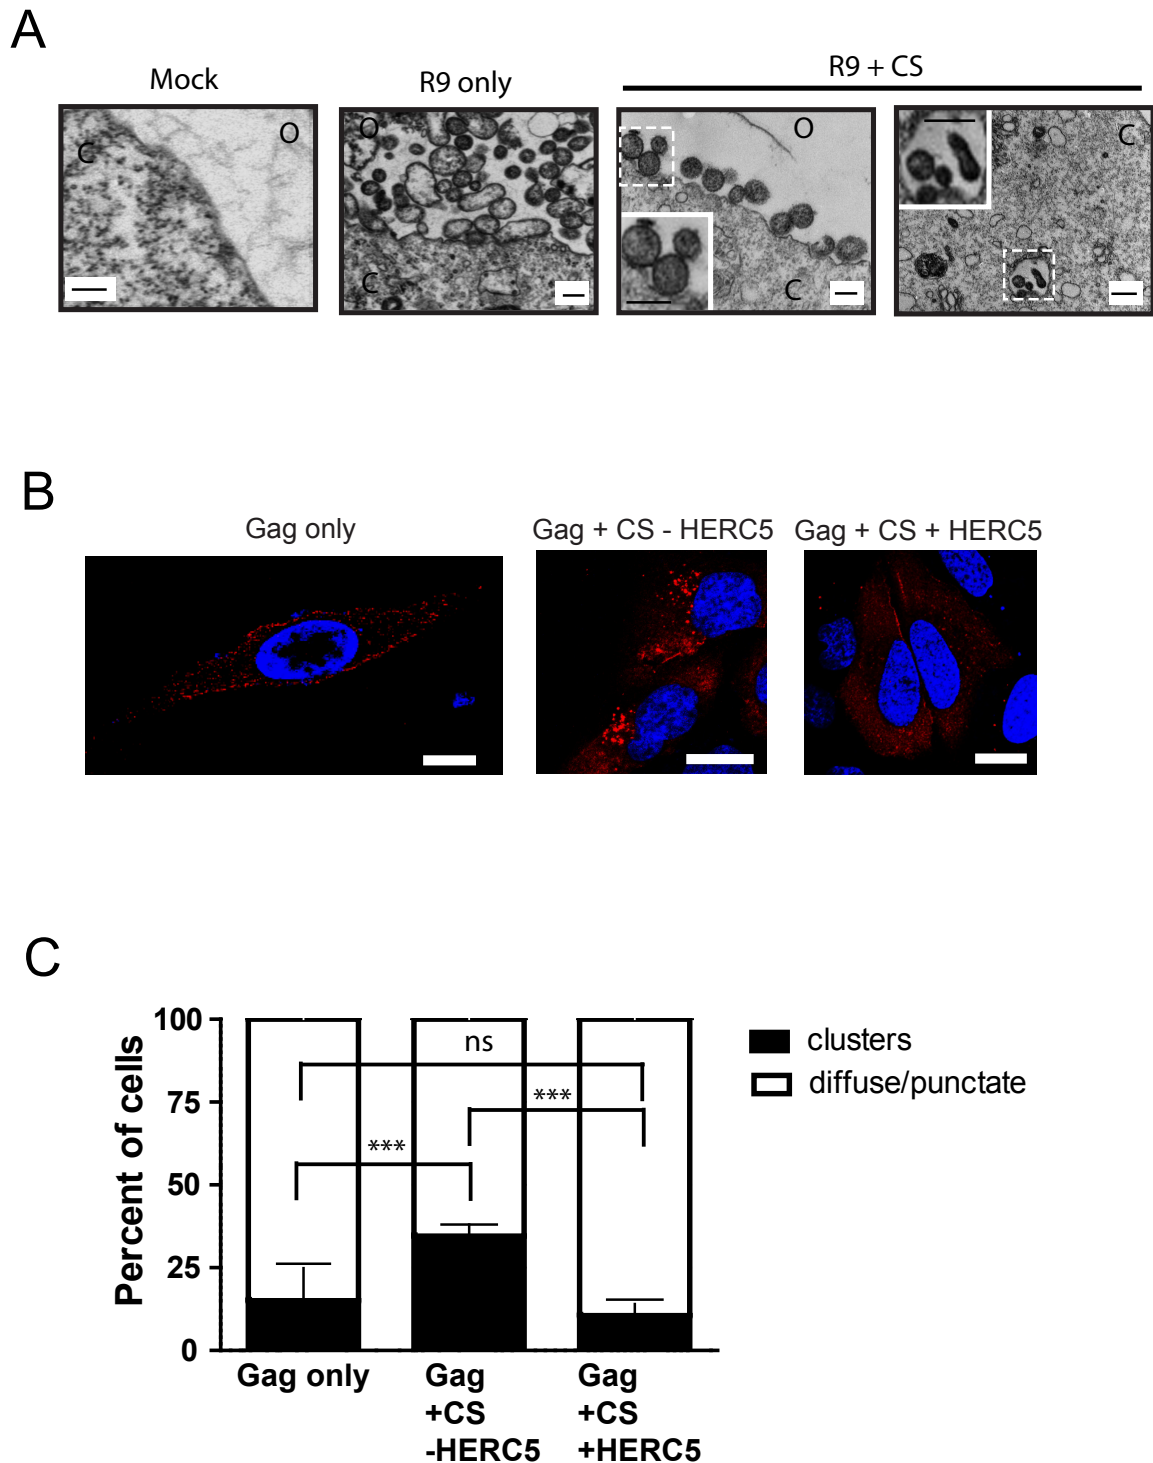 A
Mock
R9 only
R9 + CS
C
O
O
C
O
C
C
B
Gag only
Gag + CS - HERC5
Gag + CS + HERC5
C
Percent of cells
100
75
50
25
0
ns
***
***
clusters
diffuse/punctate
Gag only
Gag
+CS
-HERC5
Gag
+CS
+HERC5